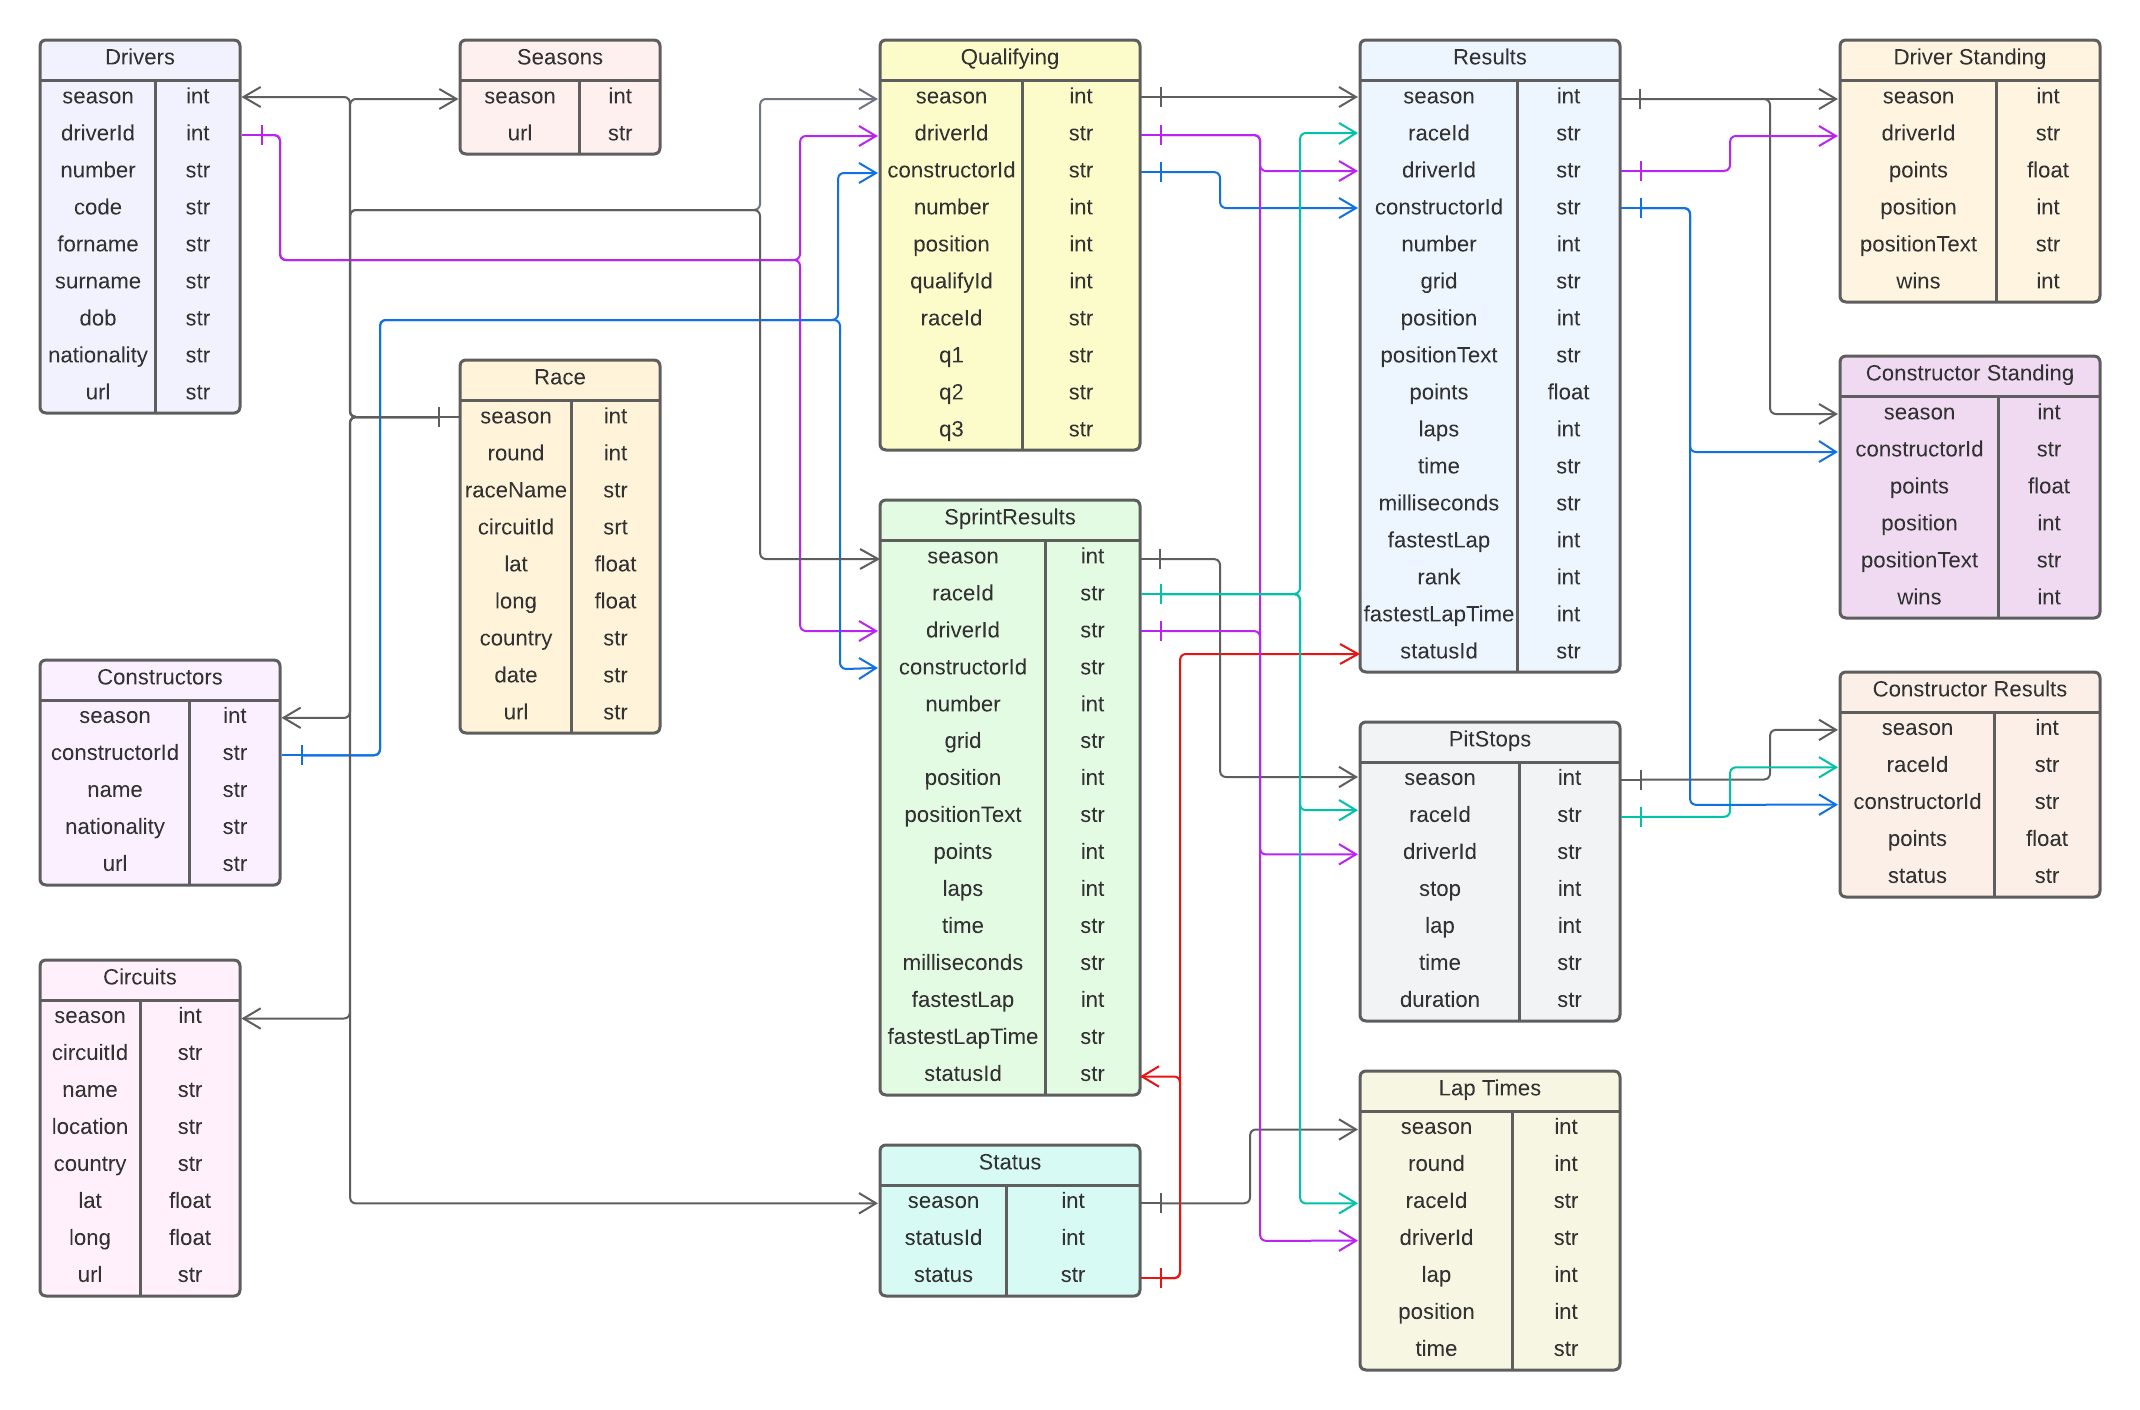 Drivers
season int
driverId int
number str
code str
forname str
surname str
dob str
nationality str
url str
Seasons
season int
url str
Race
season int
round int
raceName str
circuitId srt
lat float
long float
country str
date str
url str
Constructors
season int
constructorId str
name str
nationality str
url str
Circuits
season int
circuitId str
name str
location str
country str
lat float
long float
url str
Qualifying
season int
driverId str
constructorId str
number int
position int
qualifyId int
raceId str
q1 str
q2 str
q3 str
SprintResults
season int
raceId str
driverId str
constructorId str
number int
grid str
position int
positionText str
points int
laps int
time str
milliseconds str
fastestLap int
fastestLapTime str
statusId str
Status
season int
statusId int
status str
Results
season int
raceId str
driverId str
constructorId str
number int
grid str
position int
positionText str
points float
laps int
time str
milliseconds str
fastestLap int
rank int
fastestLapTime int
statusId str
PitStops
season int
raceId str
driverId str
stop int
lap int
time str
duration str
Lap Times
season int
round int
raceId str
driverId str
lap int
position int
time str
Driver Standing
season int
driverId str
points float
position int
positionText str
wins int
Constructor Standing
season int
constructorId str
points float
position int
positionText str
wins int
Constructor Results
season int
raceId str
constructorId str
points float
status str